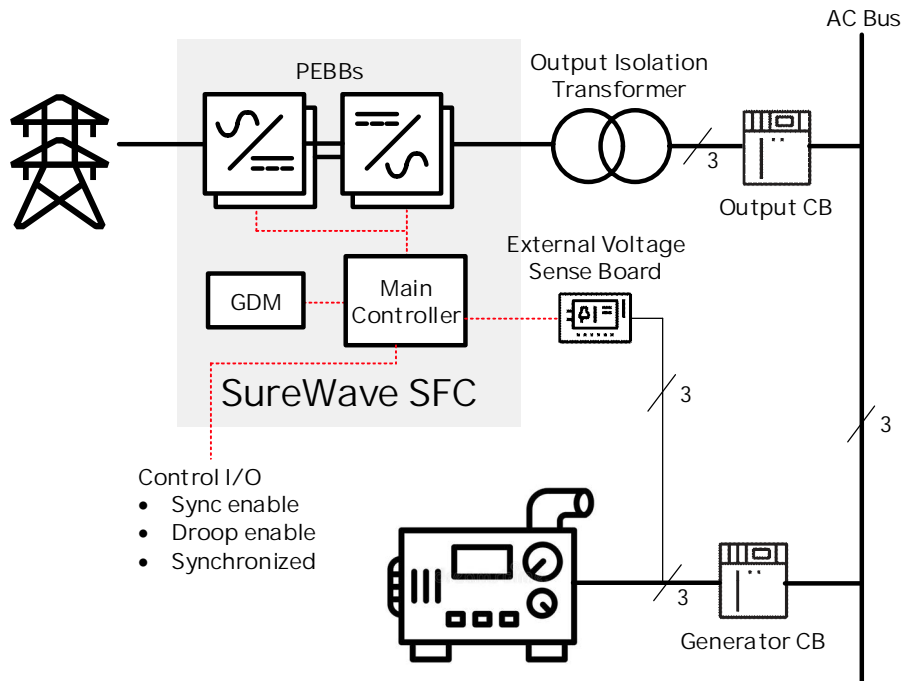 AC Bus
PEBBs
Output Isolation
Transformer
3
Output CB
External Voltage
Sense Board
GDM
Main
Controller
SureWave SFC
3
3
Control I/O
• Sync enable
• Droop enable
• Synchronized
3
Generator CB